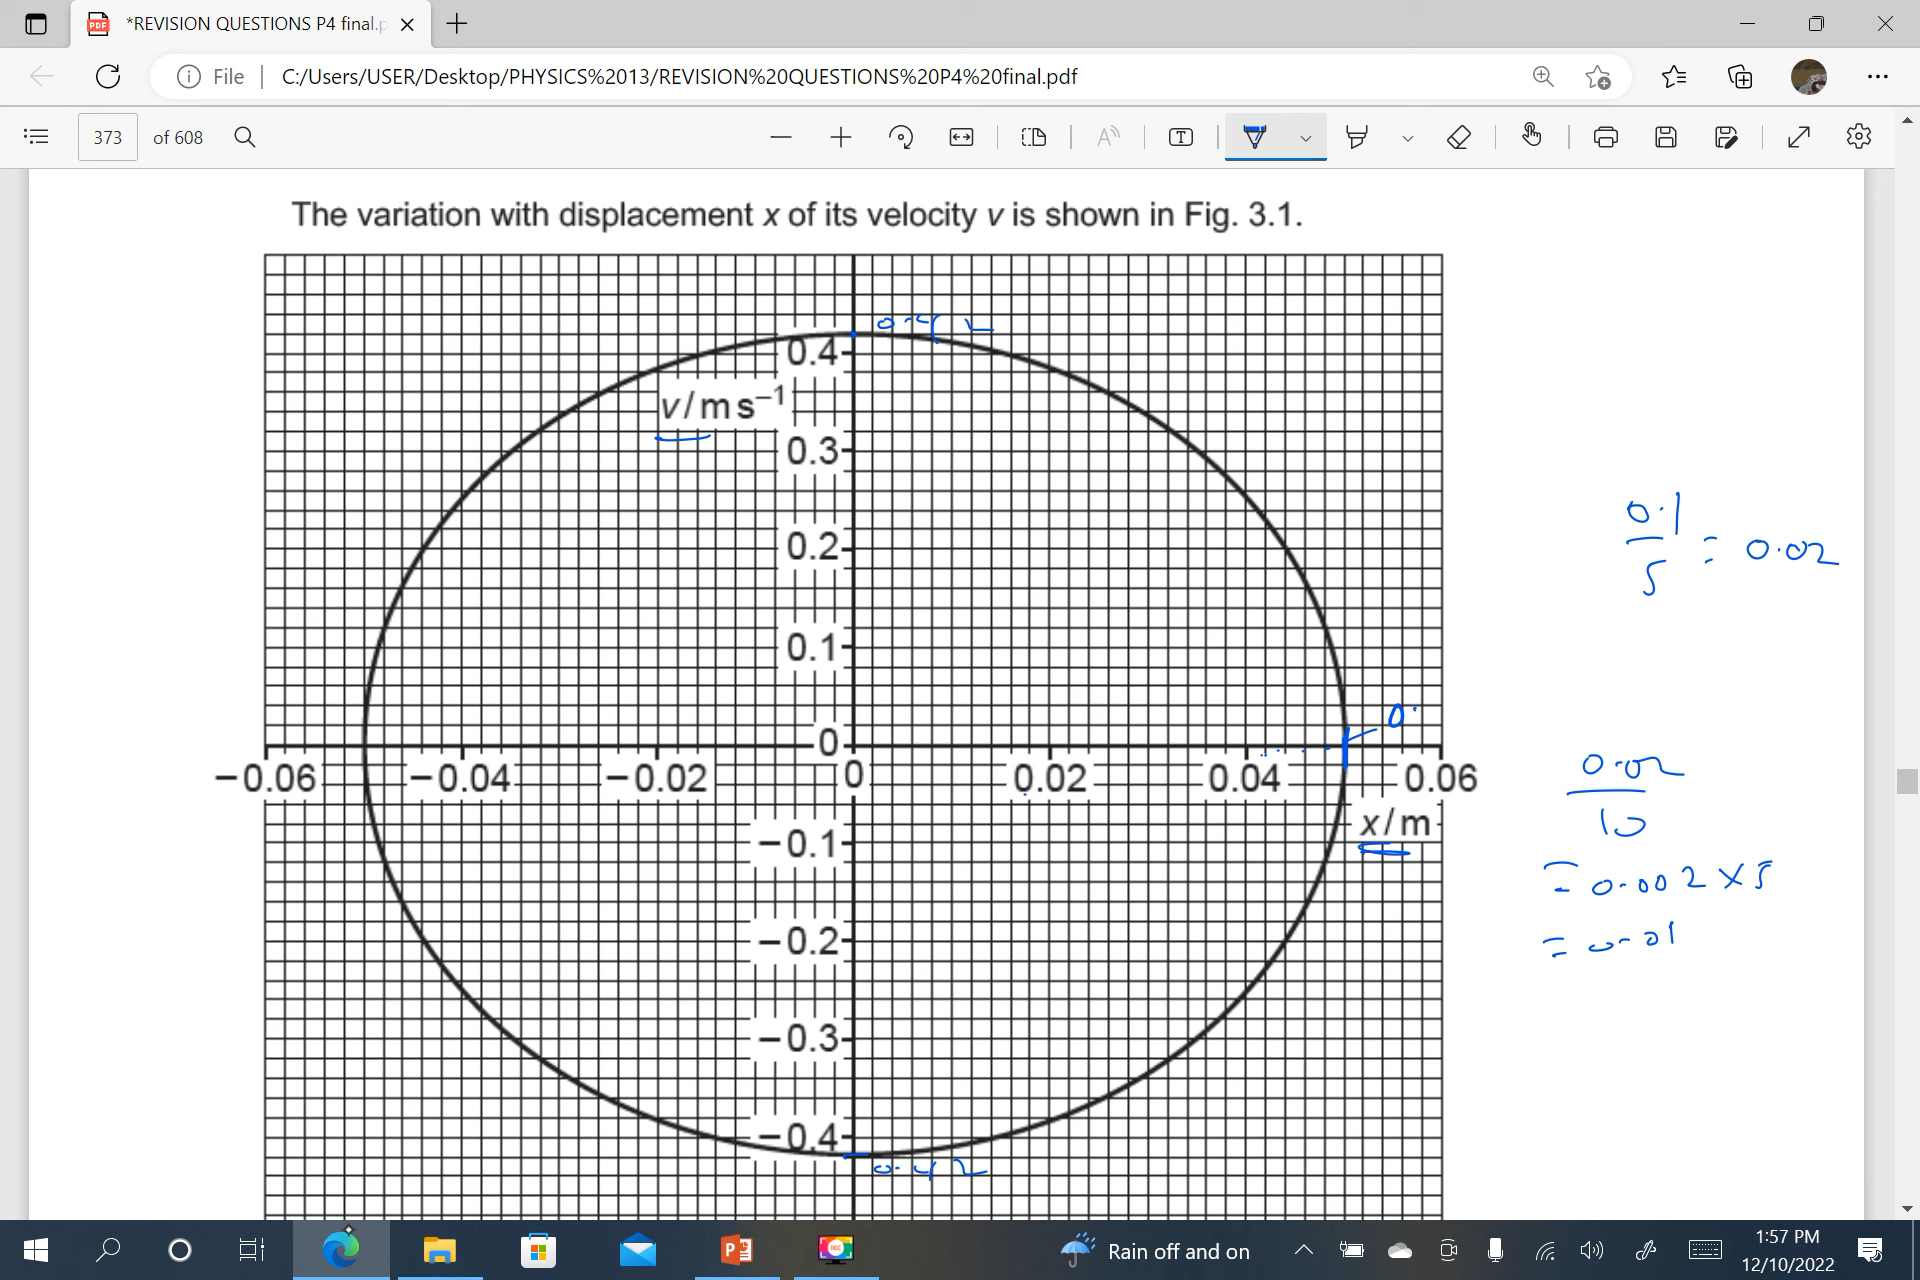 *REVISION QUESTIONS P4 final.p
File
C:/Users/USER/Desktop/PHYSICS%2013/REVISION%20QUESTIONS%20P4%20final.pdf
373 of 608
The variation with displacement x of its velocity v is shown in Fig. 3.1.
0.42
0.4
v/m s⁻¹
0.3
0.1
0.2
5
= 0.02
0.1
0.
0
−0.06 −0.04 −0.02 0 0.02 0.04 0.06
0.02
10
x/m
−0.1
= 0.002 × 5
−0.2
= 0.01
−0.3
−0.4
0.42
Rain off and on
1:57 PM
12/10/2022